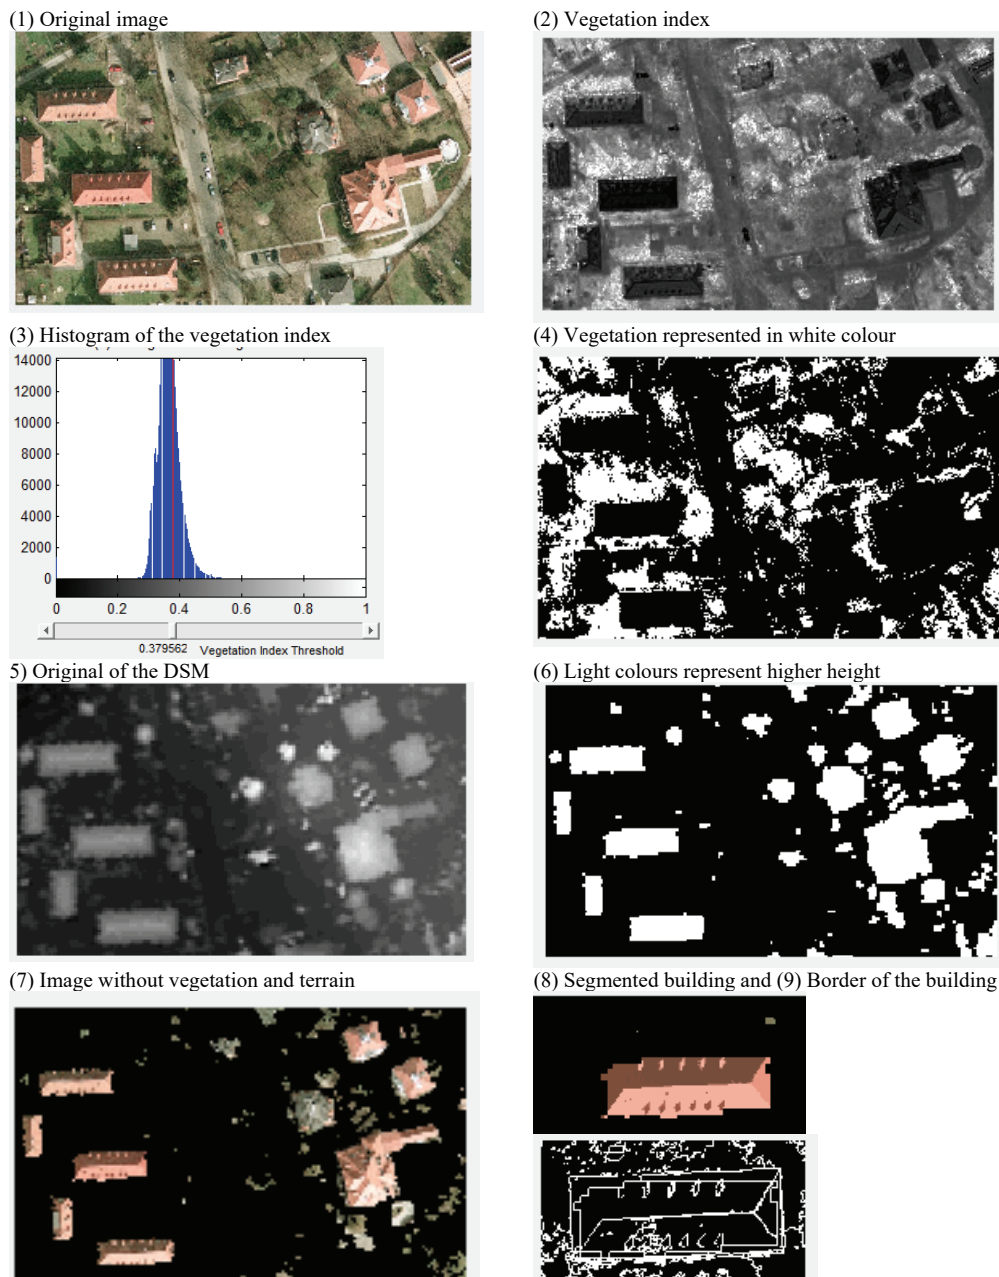 (1) Original image
(2) Vegetation index
(3) Histogram of the vegetation index
(4) Vegetation represented in white colour
14000
12000
10000
8000
6000
4000
2000
0
0 0.2 0.4 0.6 0.8 1
0.379562 Vegetation Index Threshold
5) Original of the DSM
(6) Light colours represent higher height
(7) Image without vegetation and terrain
(8) Segmented building and (9) Border of the building